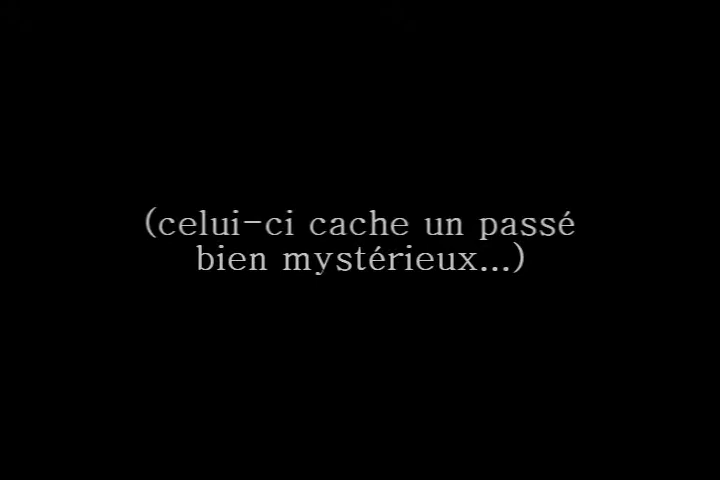 (celui-ci cache un passé
bien mystérieux...)